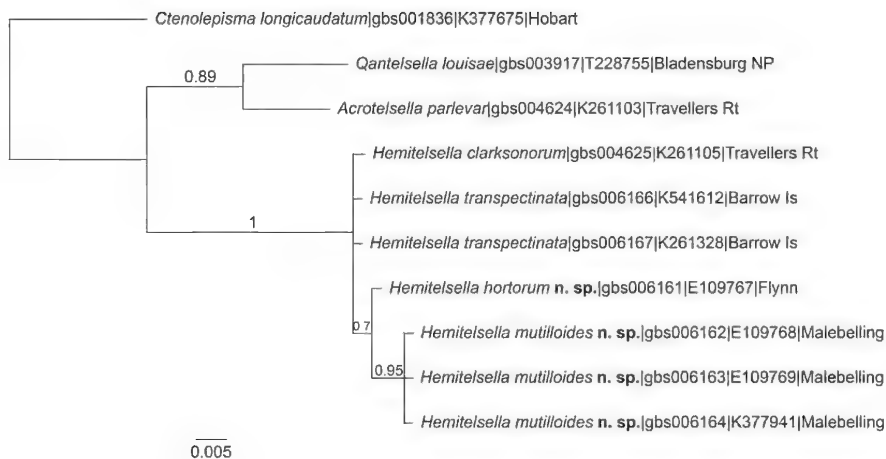 Ctenolepisma longicaudatum|gbs001836|K377675|Hobart
Qantelsella louisae|gbs003917|T228755|Bladensburg NP
0.89
Acrotelsella parlevar|gbs004624|K261103|Travellers Rt
Hemitelsella clarksonorum|gbs004625|K261105|Travellers Rt
Hemitelsella transpectinata|gbs006166|K541612|Barrow Is
1
Hemitelsella transpectinata|gbs006167|K261328|Barrow Is
Hemitelsella hortorum n. sp.|gbs006161|E109767|Flynn
0.7
Hemitelsella mutilloides n. sp.|gbs006162|E109768|Malebelling
0.95
Hemitelsella mutilloides n. sp.|gbs006163|E109769|Malebelling
Hemitelsella mutilloides n. sp.|gbs006164|K377941|Malebelling
0.005